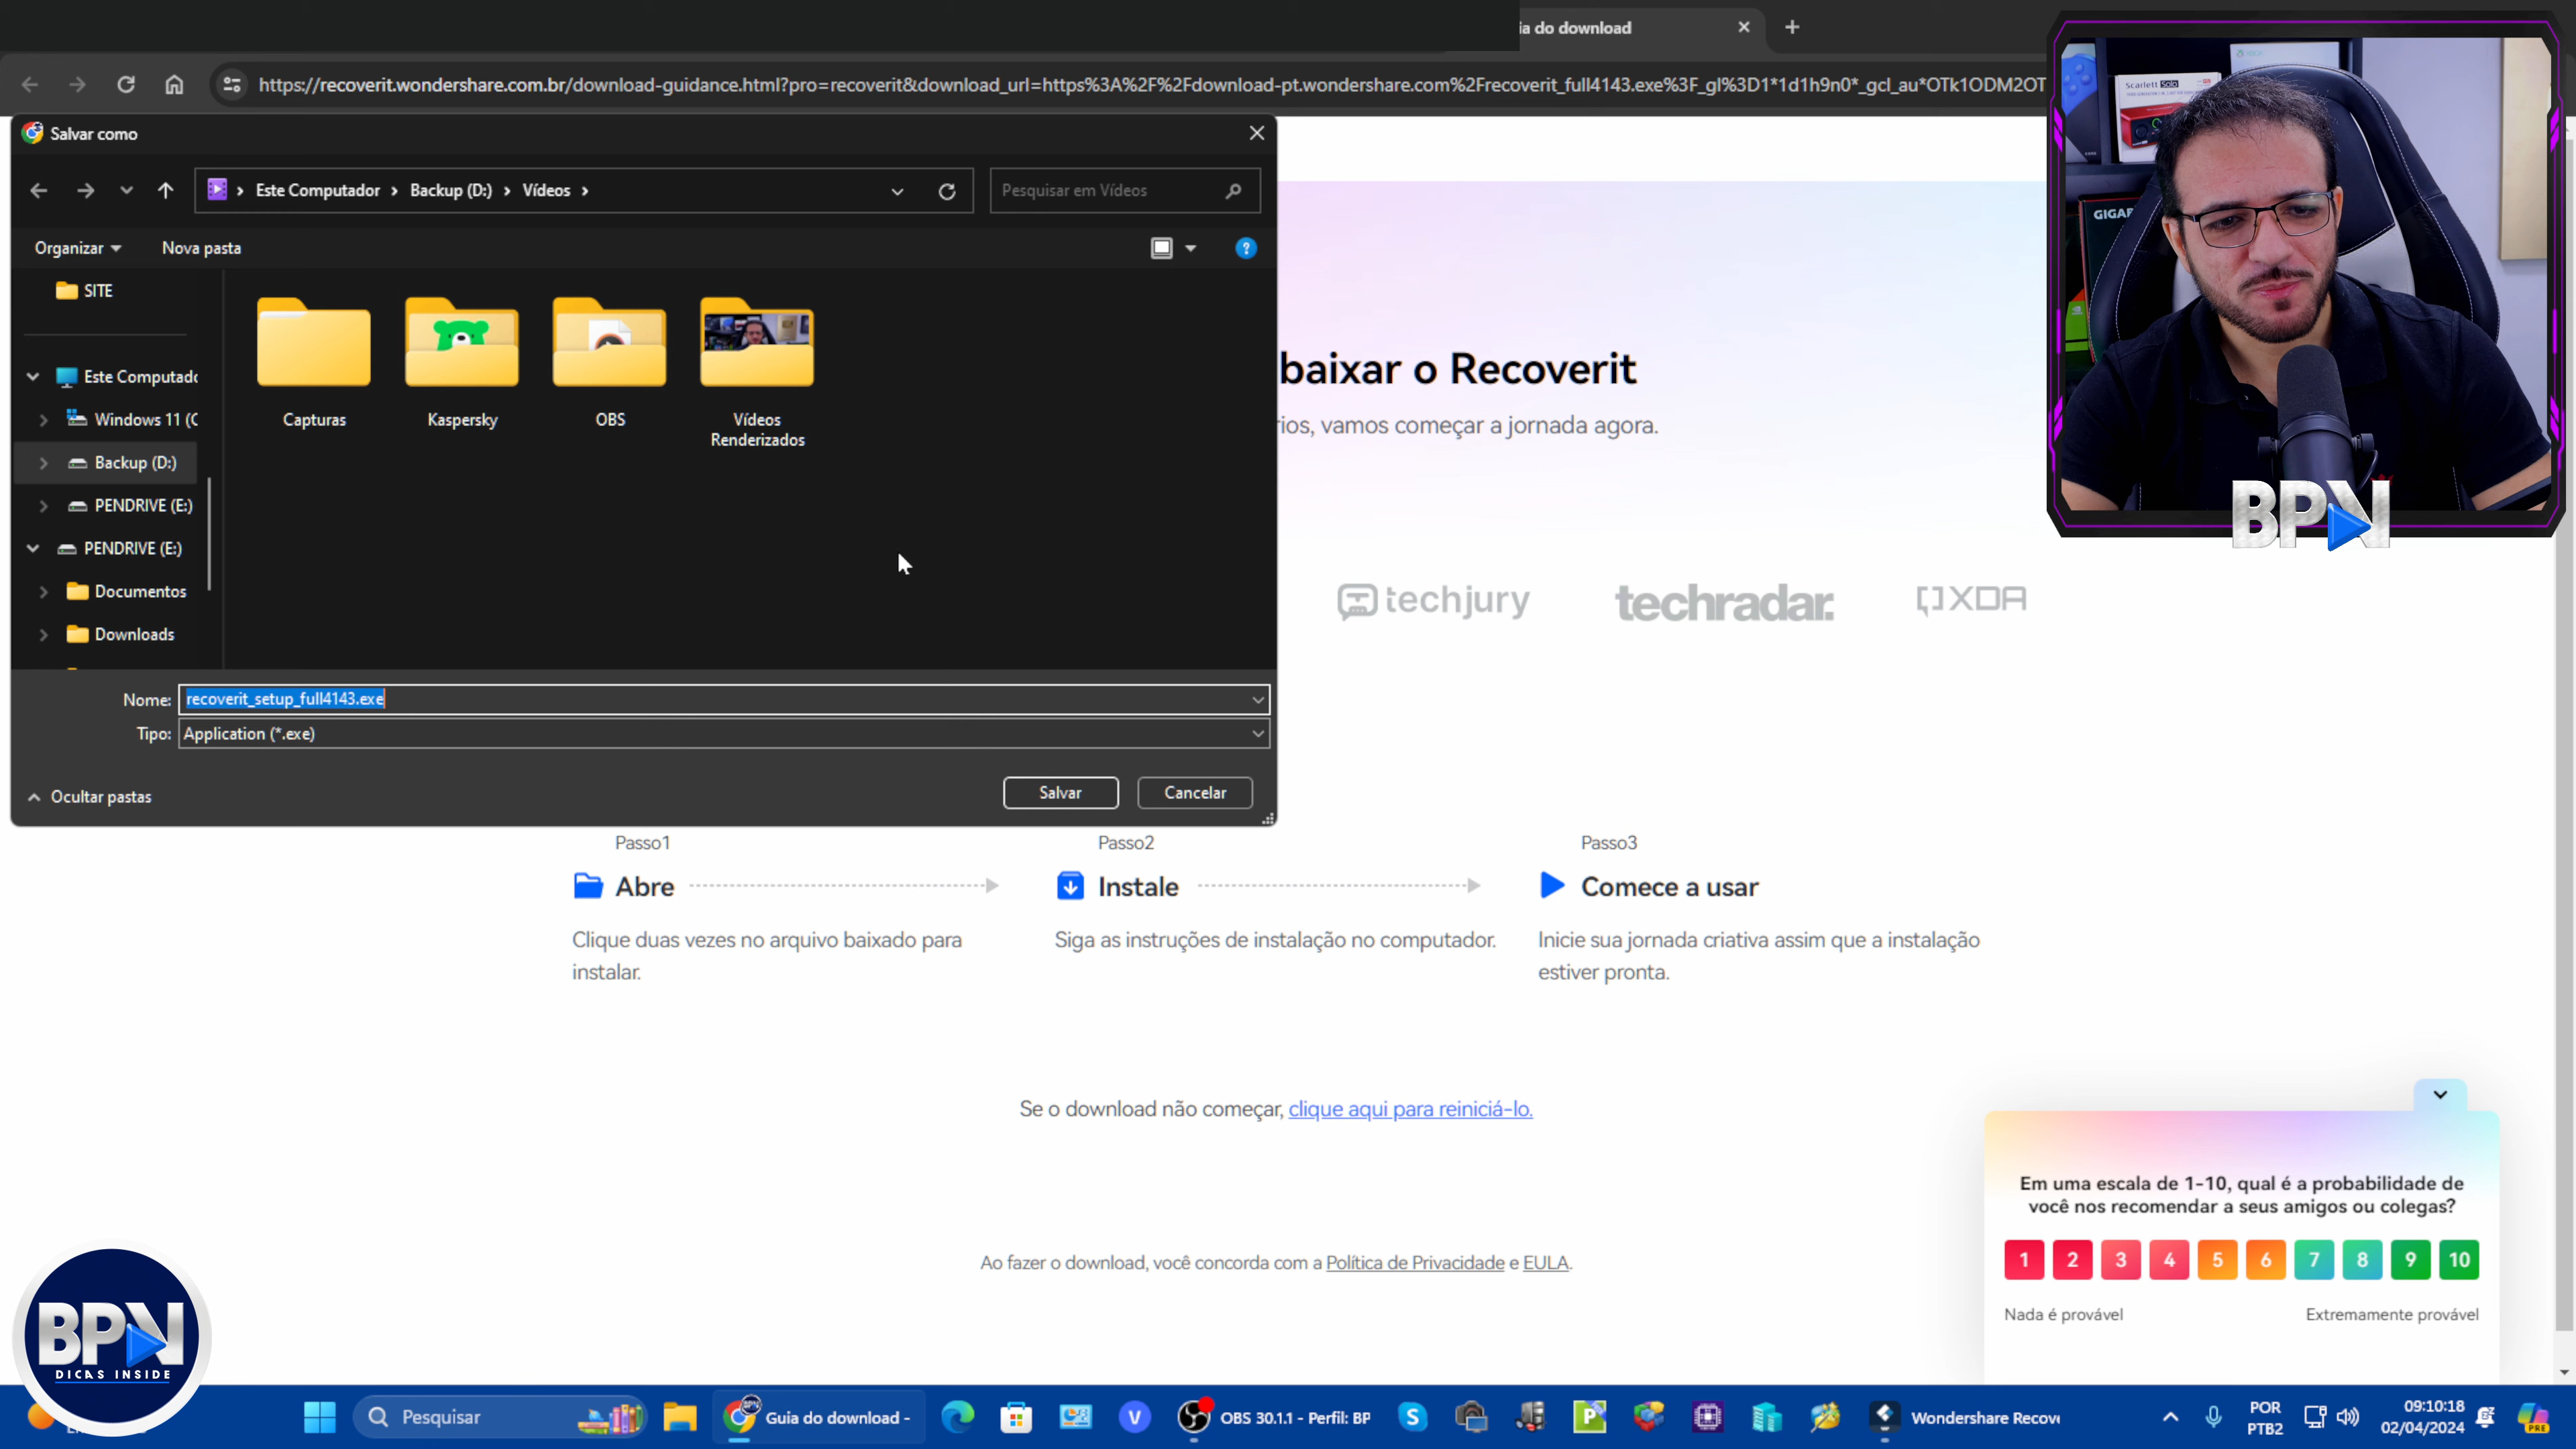 ia do download
https://recoverit.wondershare.com.br/download-guidance.html?pro=recoverit&download_url=https%3A%2F%2Fdownload-pt.wondershare.com%2Frecoverit_full4143.exe%3F_gl%3D1*1d1h9n0*_gcl_au*OTk1ODM2OT
Salvar como
Este Computador
Backup (D:)
Vídeos
Pesquisar em Vídeos
Organizar
Nova pasta
SITE
Este Computado
Windows 11 (C
Backup (D:)
PENDRIVE (E:)
PENDRIVE (E:)
Documentos
Downloads
Capturas
Kaspersky
OBS
Vídeos
Renderizados
Nome:
recoverit_setup_full4143.exe
Tipo:
Application (*.exe)
Ocultar pastas
Salvar
Cancelar
Scarlett Solo
XBOX
BPN
baixar o Recoverit
rios, vamos começar a jornada agora.
techjury
techradar.
XDA
Passo1
Abre
Clique duas vezes no arquivo baixado para
instalar.
Passo2
Instale
Siga as instruções de instalação no computador.
Passo3
Comece a usar
Inicie sua jornada criativa assim que a instalação
estiver pronta.
Se o download não começar, clique aqui para reiniciá-lo.
Ao fazer o download, você concorda com a Política de Privacidade e EULA.
Em uma escala de 1-10, qual é a probabilidade de
você nos recomendar a seus amigos ou colegas?
1 2 3 4 5 6 7 8 9 10
Nada é provável
Extremamente provável
BPN
DICAS INSIDE
Pesquisar
Guia do download -
OBS 30.1.1 - Perfil: BP
Wondershare Recov
POR
PTB2
09:10:18
02/04/2024
PRE